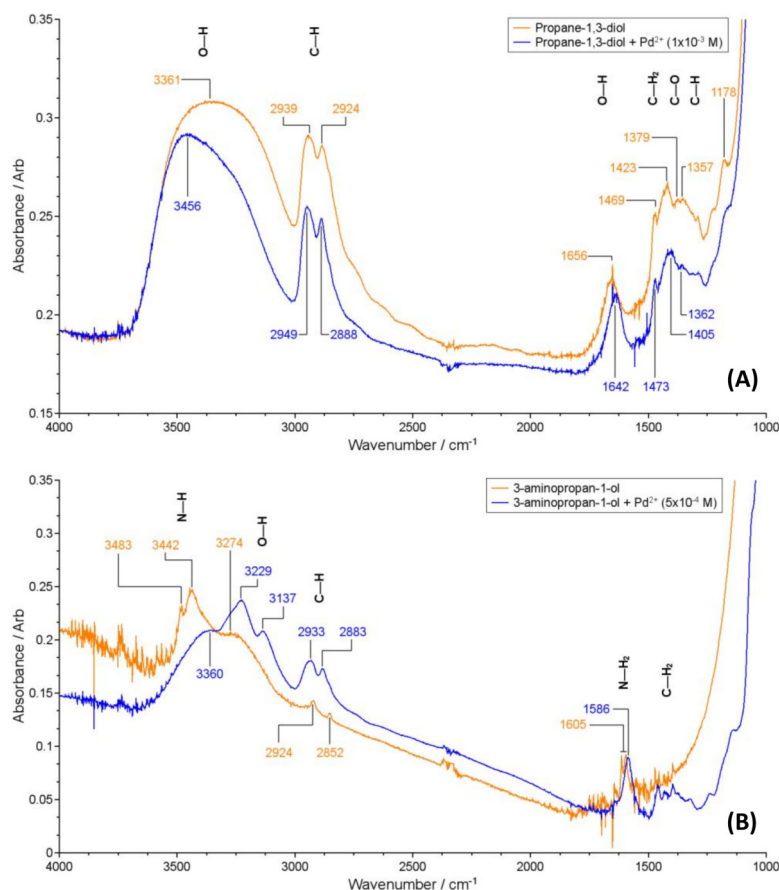 0.35
0.3
0.25
0.2
0.15
Absorbance / Arb
O—H
C—H
O—H
C—H₂
C—O
C—H
Propane-1,3-diol
Propane-1,3-diol + Pd²⁺ (1x10⁻³ M)
3361
2939
2924
3456
2949
2888
1656
1469
1423
1379
1357
1178
1642
1473
1405
1362
(A)
4000 3500 3000 2500 2000 1500 1000
Wavenumber / cm⁻¹
0.35
0.3
0.25
0.2
0.15
0.1
0.05
0
Absorbance / Arb
N—H
O—H
C—H
N—H₂
C—H₂
3-aminopropan-1-ol
3-aminopropan-1-ol + Pd²⁺ (5x10⁻⁴ M)
3483
3442
3274
3229
3137
2933
2883
3360
2924
2852
1586
1605
(B)
4000 3500 3000 2500 2000 1500 1000
Wavenumber / cm⁻¹